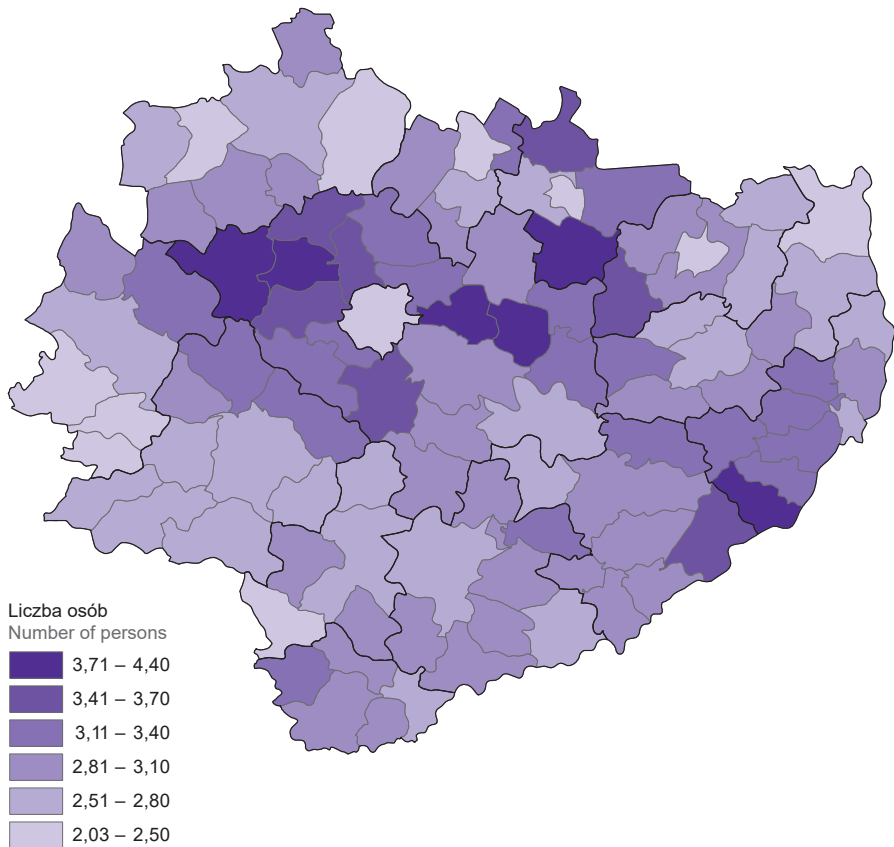 Liczba osób
Number of persons
3,71 – 4,40
3,41 – 3,70
3,11 – 3,40
2,81 – 3,10
2,51 – 2,80
2,03 – 2,50